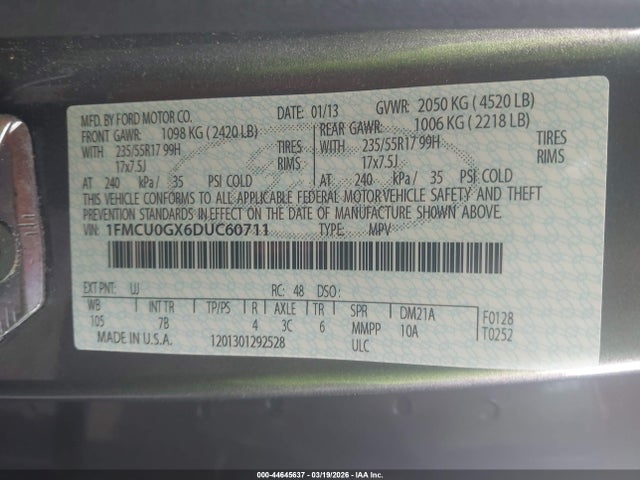 MFD. BY FORD MOTOR CO. DATE: 01/13 GVWR: 2050 KG ( 4520 LB)
FRONT GAWR: 1098 KG ( 2420 LB) REAR GAWR: 1006 KG ( 2218 LB)
WITH 235/55R17 99H TIRES WITH 235/55R17 99H TIRES
17x7.5J RIMS 17x7.5J RIMS
AT 240 kPa / 35 PSI COLD AT 240 kPa / 35 PSI COLD
THIS VEHICLE CONFORMS TO ALL APPLICABLE FEDERAL MOTOR VEHICLE SAFETY AND THEFT
PREVENTION STANDARDS IN EFFECT ON THE DATE OF MANUFACTURE SHOWN ABOVE.
VIN: 1FMCU0GX6DUC60711 TYPE: MPV
EXT PNT: UJ RC: 48 DSO:
WB INT TR TP/PS R AXLE TR SPR DM21A F0128
105 7B 4 3C 6 MMPP 10A T0252
MADE IN U.S.A. 1201301292528 ULC
000-44645637 - 03/19/2026 - IAA Inc.